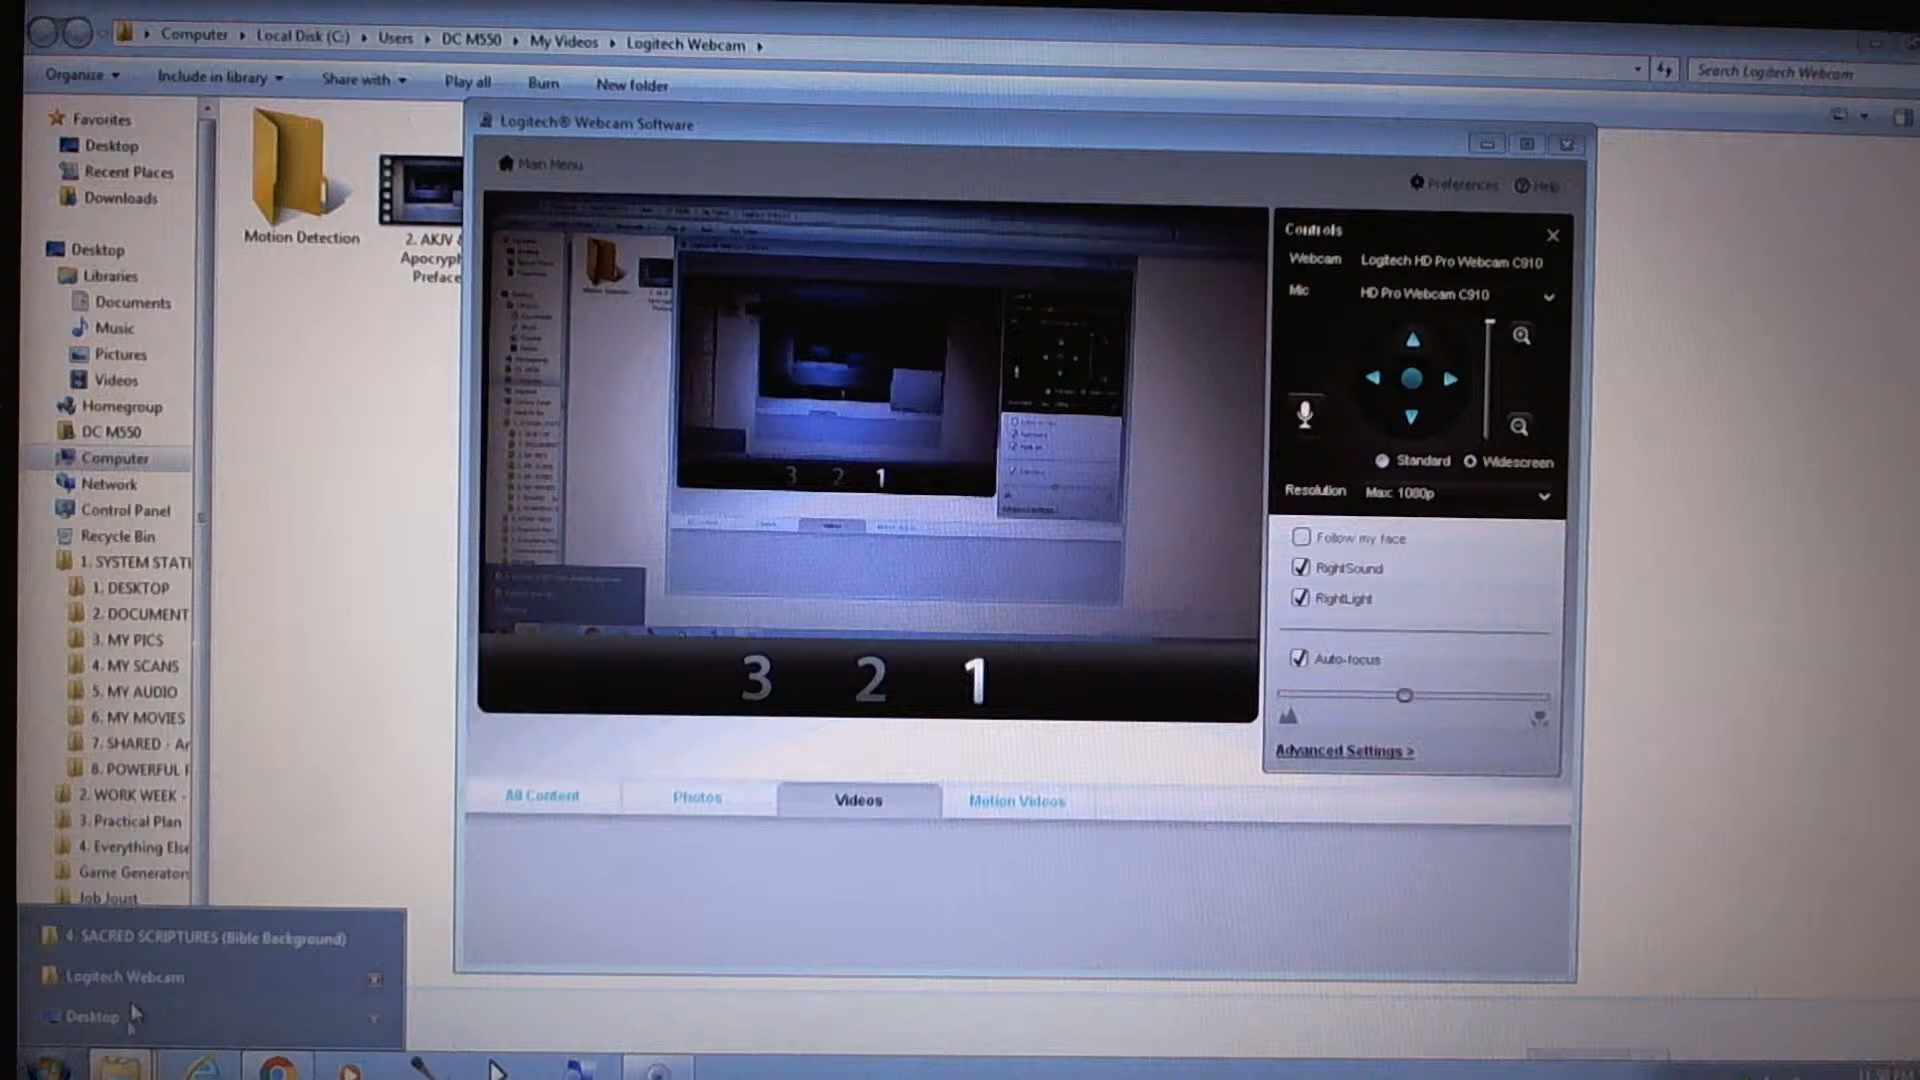 Computer Local Disk (C:) Users DC M550 My Videos Logitech Webcam
Search Logitech Webcam
Organize Include in library Share with Play all Burn New folder
Favorites
Desktop
Recent Places
Downloads
Desktop
Libraries
Documents
Music
Pictures
Videos
Homegroup
DC M550
Computer
Network
Control Panel
Recycle Bin
1. SYSTEM STATI
1. DESKTOP
2. DOCUMENT
3. MY PICS
4. MY SCANS
5. MY AUDIO
6. MY MOVIES
7. SHARED - Ar
8. POWERFUL
2. WORK WEEK -
3. Practical Plan
4. Everything Else
Game Generators
Job Joust
Motion Detection
2. AKJV &
Apocryph
Preface
Logitech® Webcam Software
Main Menu
Preferences Help
3 2 1
3 2 1
Controls
Webcam Logitech HD Pro Webcam C910
Mic HD Pro Webcam C910
Standard Widescreen
Resolution Max: 1080p
Follow my face
RightSound
RightLight
Auto-focus
Advanced Settings >
All Content Photos Videos Motion Videos
4. SACRED SCRIPTURES (Bible Background)
Logitech Webcam
Desktop